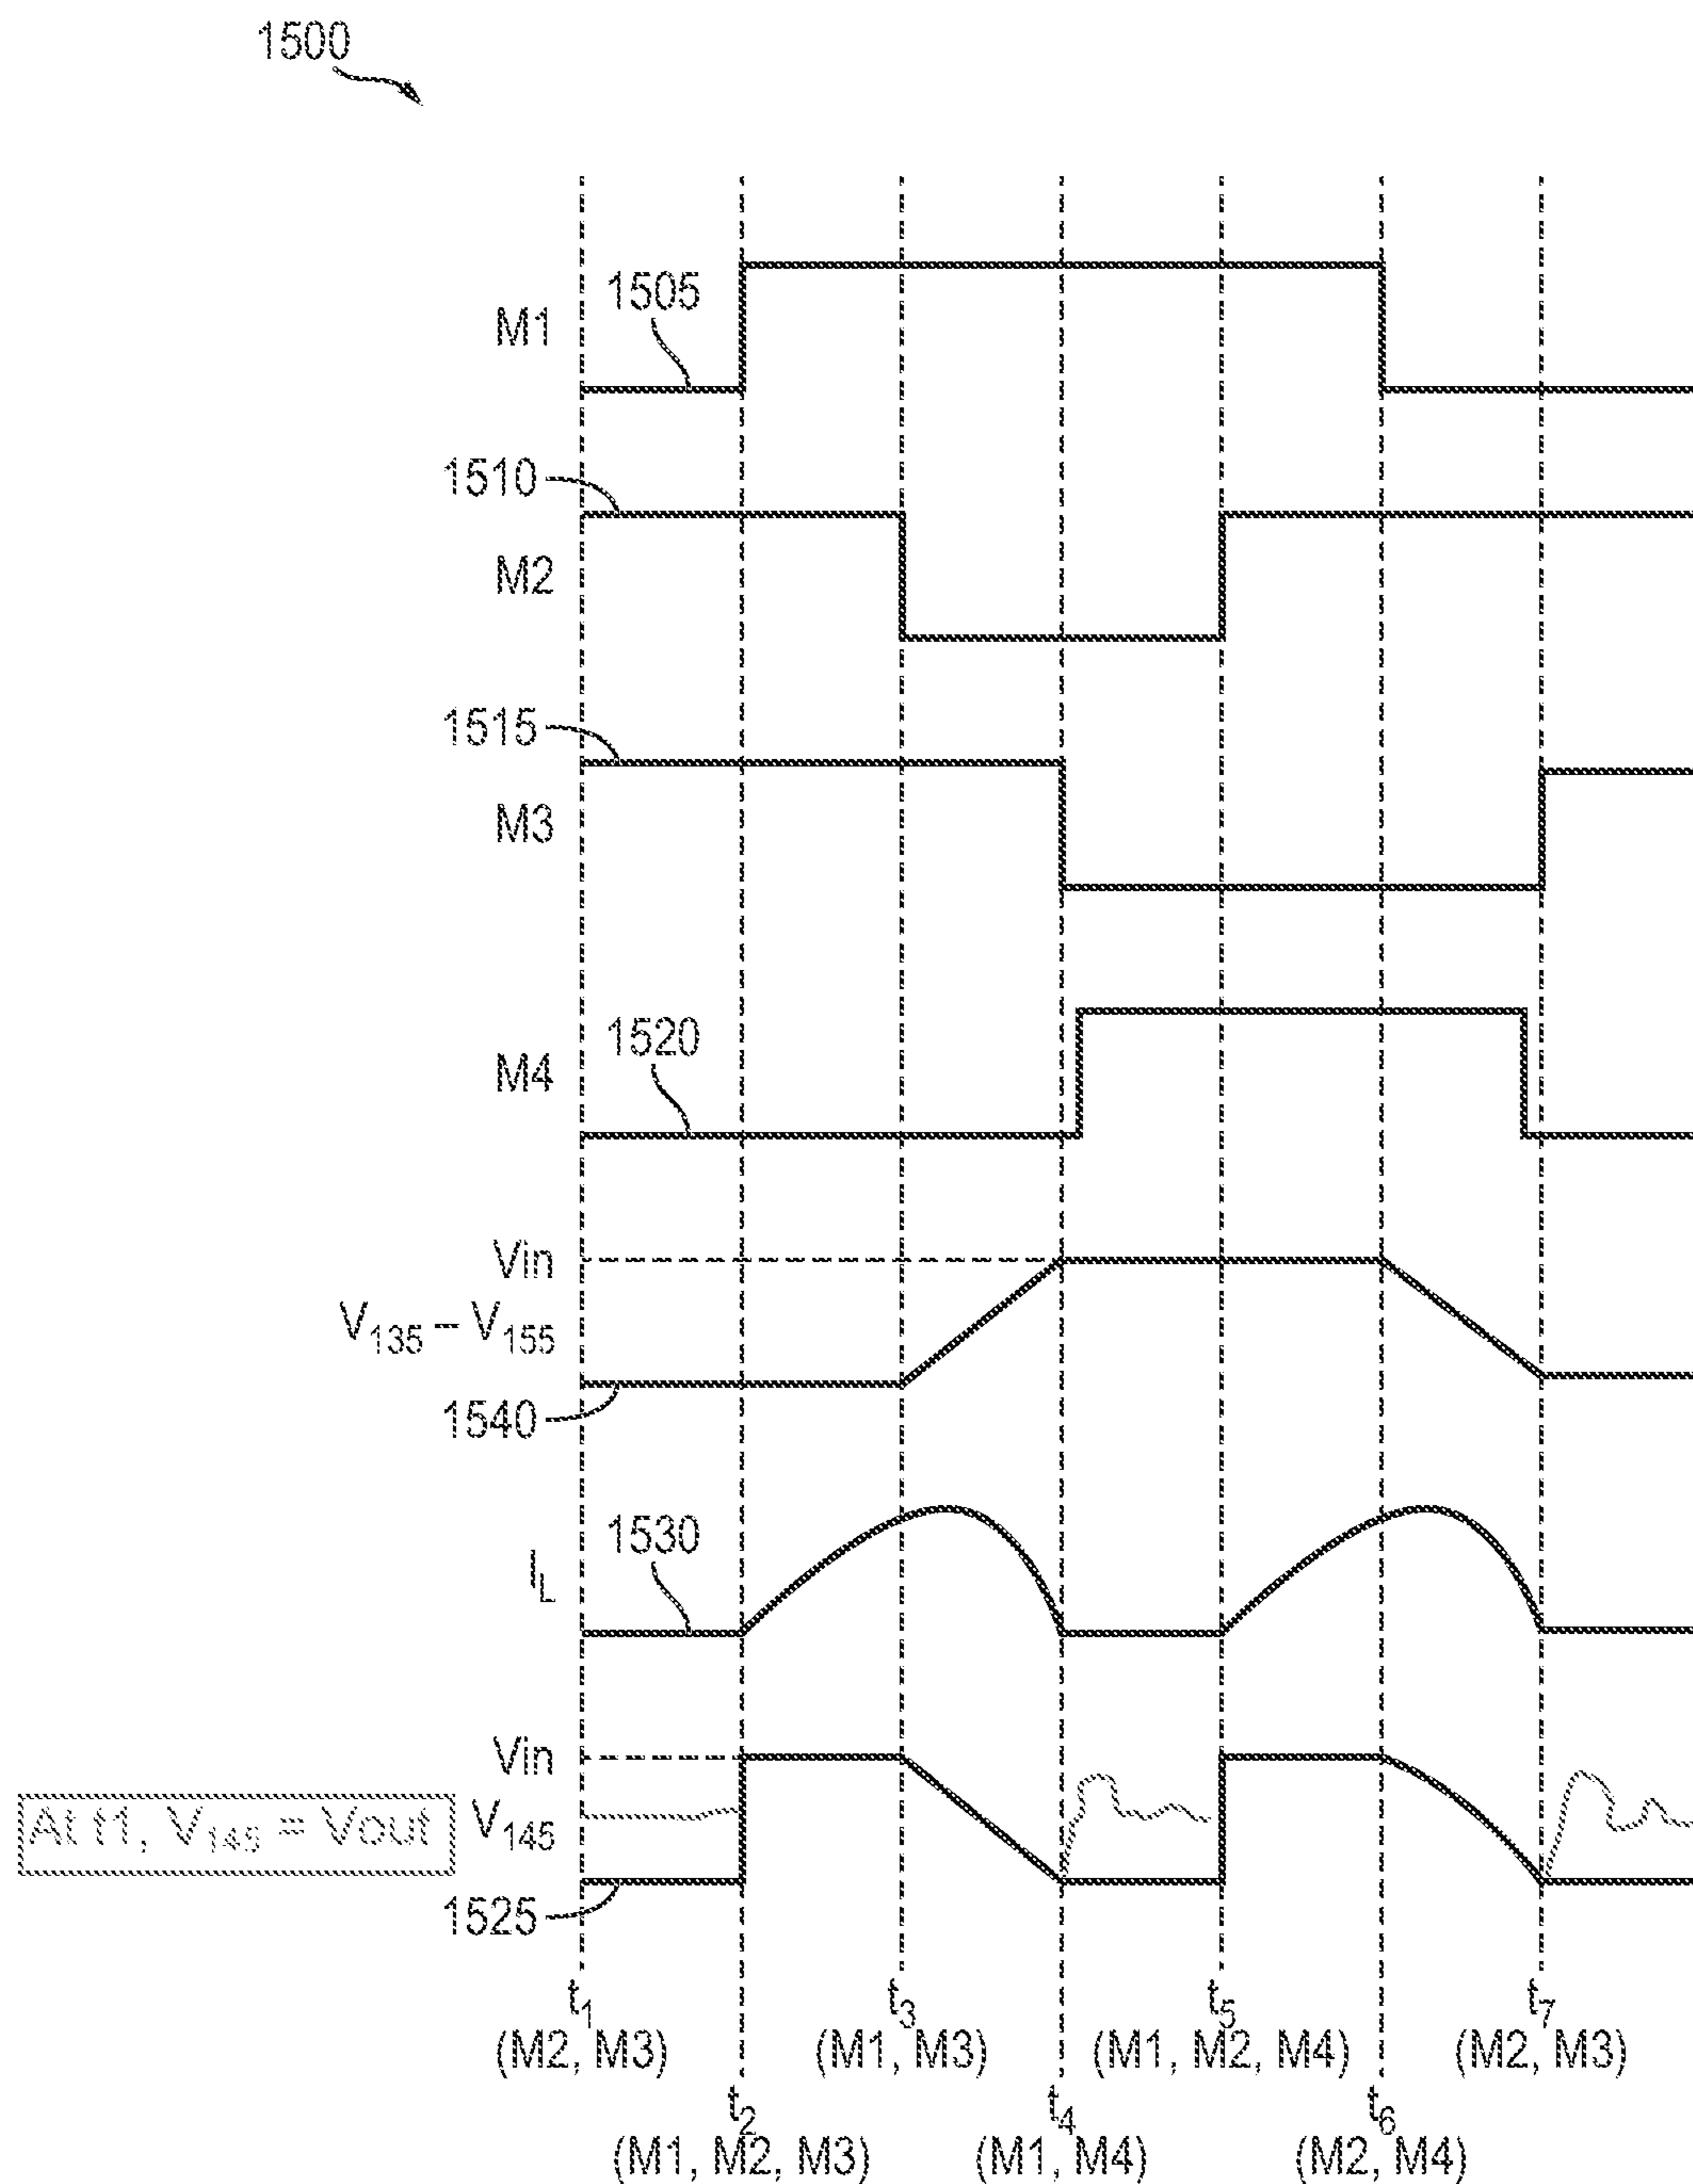 1500
1505
M1
1510
M2
1515
M3
1520
M4
Vin
V135 – V155
1540
1530
IL
Vin
At t1, V145 = Vout
V145
1525
t1 t3 t5 t7
(M2, M3) (M1, M3) (M1, M2, M4) (M2, M3)
t2 t4 t6
(M1, M2, M3) (M1, M4) (M2, M4)